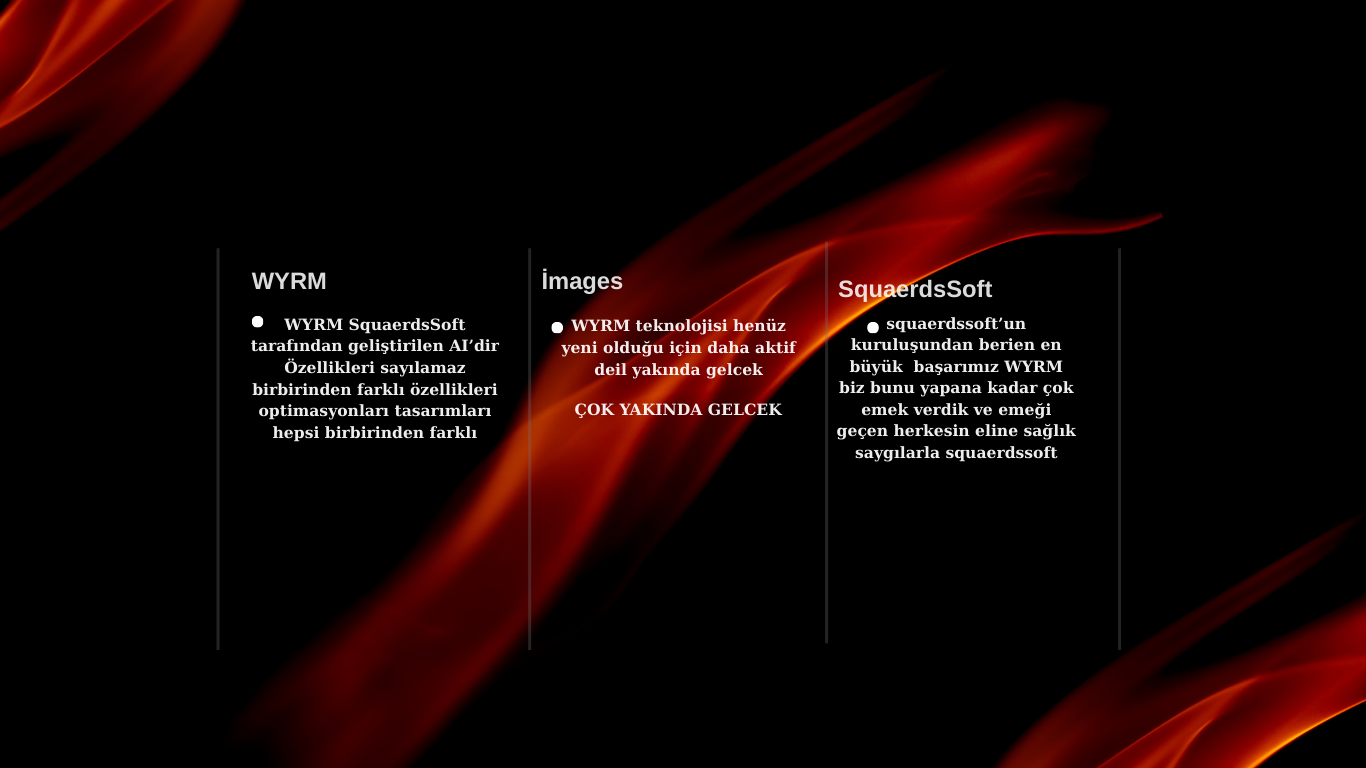 WYRM
WYRM SquaerdsSoft
tarafından geliştirilen AI’dir
Özellikleri sayılamaz
birbirinden farklı özellikleri
optimasyonları tasarımları
hepsi birbirinden farklı
İmages
WYRM teknolojisi henüz
yeni olduğu için daha aktif
deil yakında gelcek
ÇOK YAKINDA GELCEK
SquaerdsSoft
squaerdssoft’un
kuruluşundan berien en
büyük  başarımız WYRM
biz bunu yapana kadar çok
emek verdik ve emeği
geçen herkesin eline sağlık
saygılarla squaerdssoft